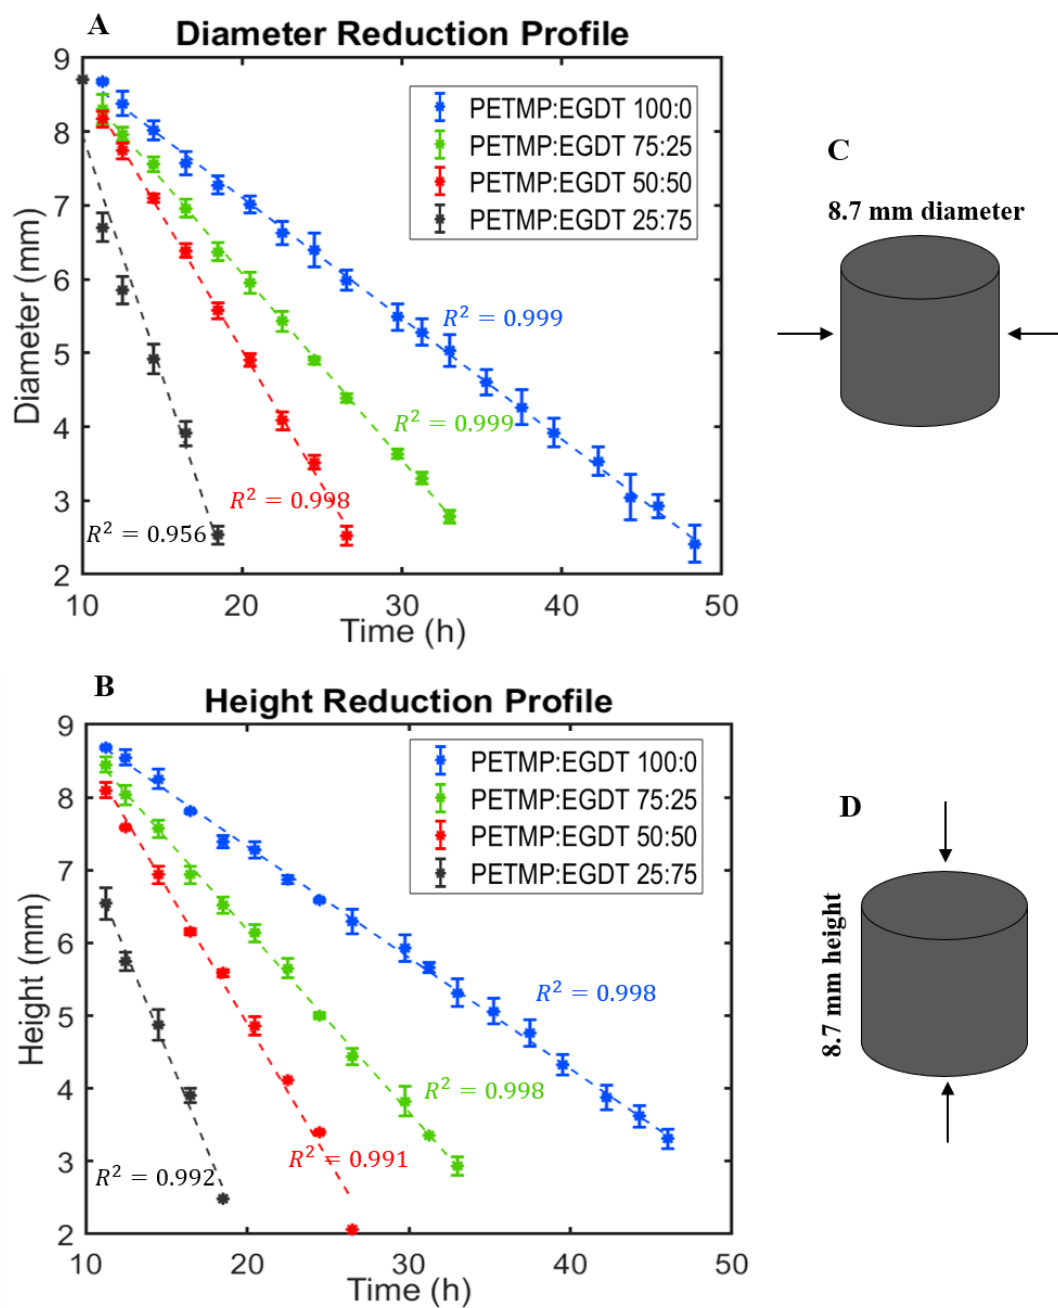 A
Diameter Reduction Profile
9
8
7
6
5
4
3
2
Diameter (mm)
PETMP:EGDT 100:0
PETMP:EGDT 75:25
PETMP:EGDT 50:50
PETMP:EGDT 25:75
R² = 0.999
R² = 0.999
R² = 0.998
R² = 0.956
10 20 30 40 50
Time (h)
C
8.7 mm diameter
B
Height Reduction Profile
9
8
7
6
5
4
3
2
Height (mm)
PETMP:EGDT 100:0
PETMP:EGDT 75:25
PETMP:EGDT 50:50
PETMP:EGDT 25:75
R² = 0.998
R² = 0.998
R² = 0.991
R² = 0.992
10 20 30 40 50
Time (h)
D
8.7 mm height